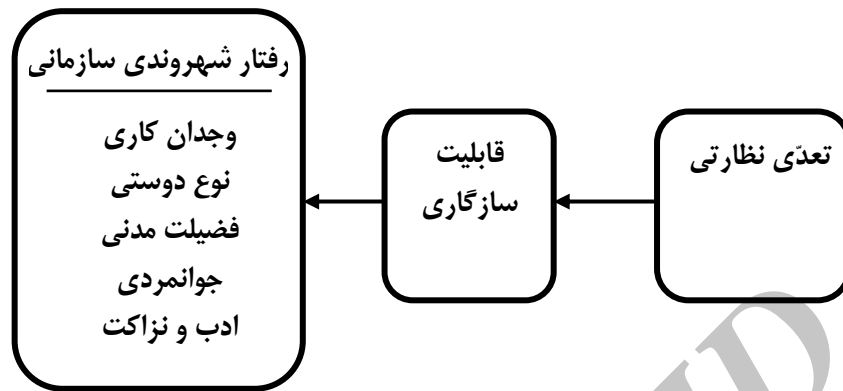 رفتار شهروندی سازمانی
وجدان کاری
نوع دوستی
فضیلت مدنی
جوانمردی
ادب و نزاکت
قابلیت
سازگاری
تعدّی نظارتی